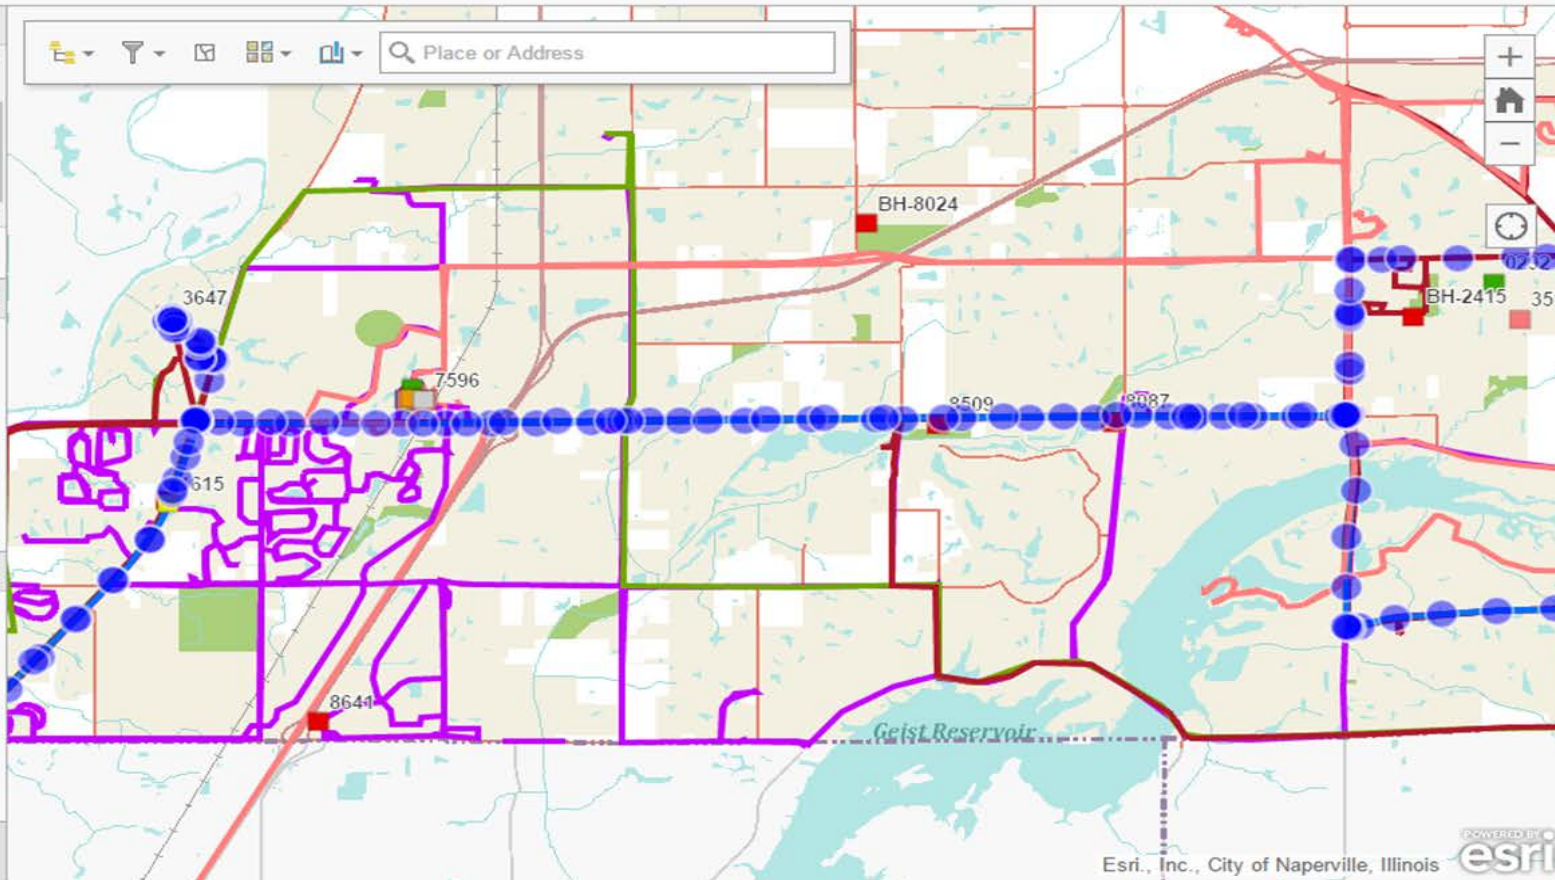 Place or Address
BH-8024
3647
BH-2415
35
7596
8509
8087
615
8641
Geist Reservoir
Esri., Inc., City of Naperville, Illinois
POWERED BY
esri